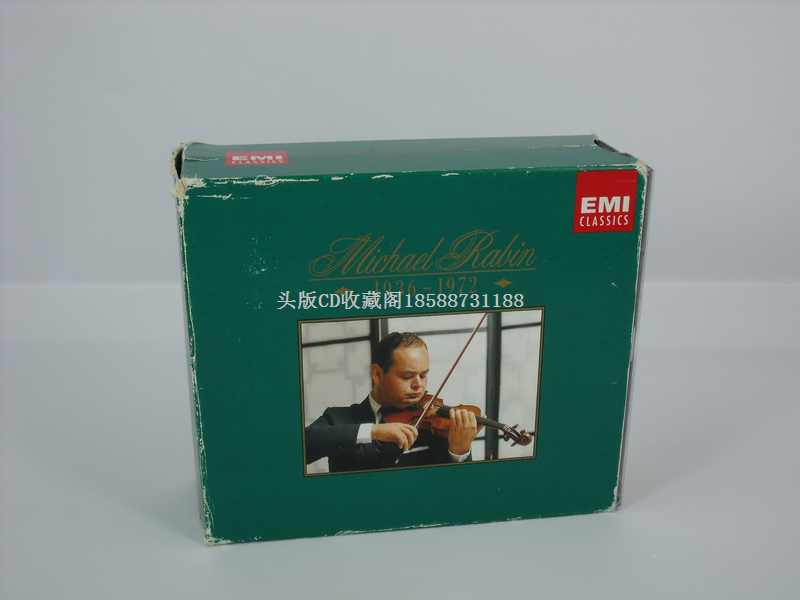 EMI
CLASSICS
EMI
CLASSICS
Michael Rabin
1936-1972
头版CD收藏阁18588731188